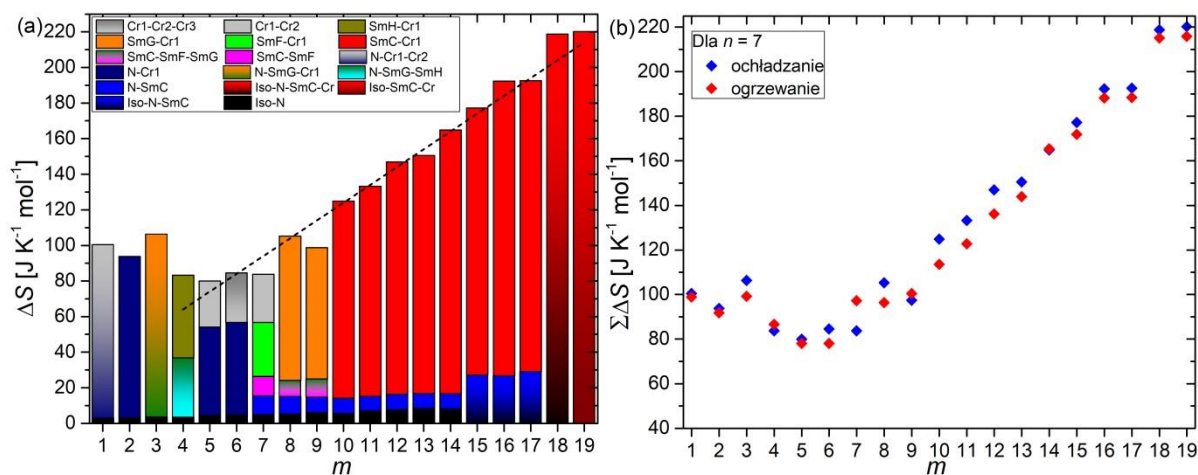 (a)
Cr1-Cr2-Cr3 Cr1-Cr2 SmH-Cr1
SmG-Cr1 SmF-Cr1 SmC-Cr1
SmC-SmF-SmG SmC-SmF N-Cr1-Cr2
N-Cr1 N-SmG-Cr1 N-SmG-SmH
N-SmC Iso-N-SmC-Cr Iso-SmC-Cr
Iso-N-SmC Iso-N
ΔS [J K⁻¹ mol⁻¹]
220
200
180
160
140
120
100
80
60
40
20
0
1 2 3 4 5 6 7 8 9 10 11 12 13 14 15 16 17 18 19
m
(b)
Dla n = 7
ochładzanie
ogrzewanie
ΣΔS [J K⁻¹ mol⁻¹]
220
200
180
160
140
120
100
80
60
40
1 2 3 4 5 6 7 8 9 10 11 12 13 14 15 16 17 18 19
m